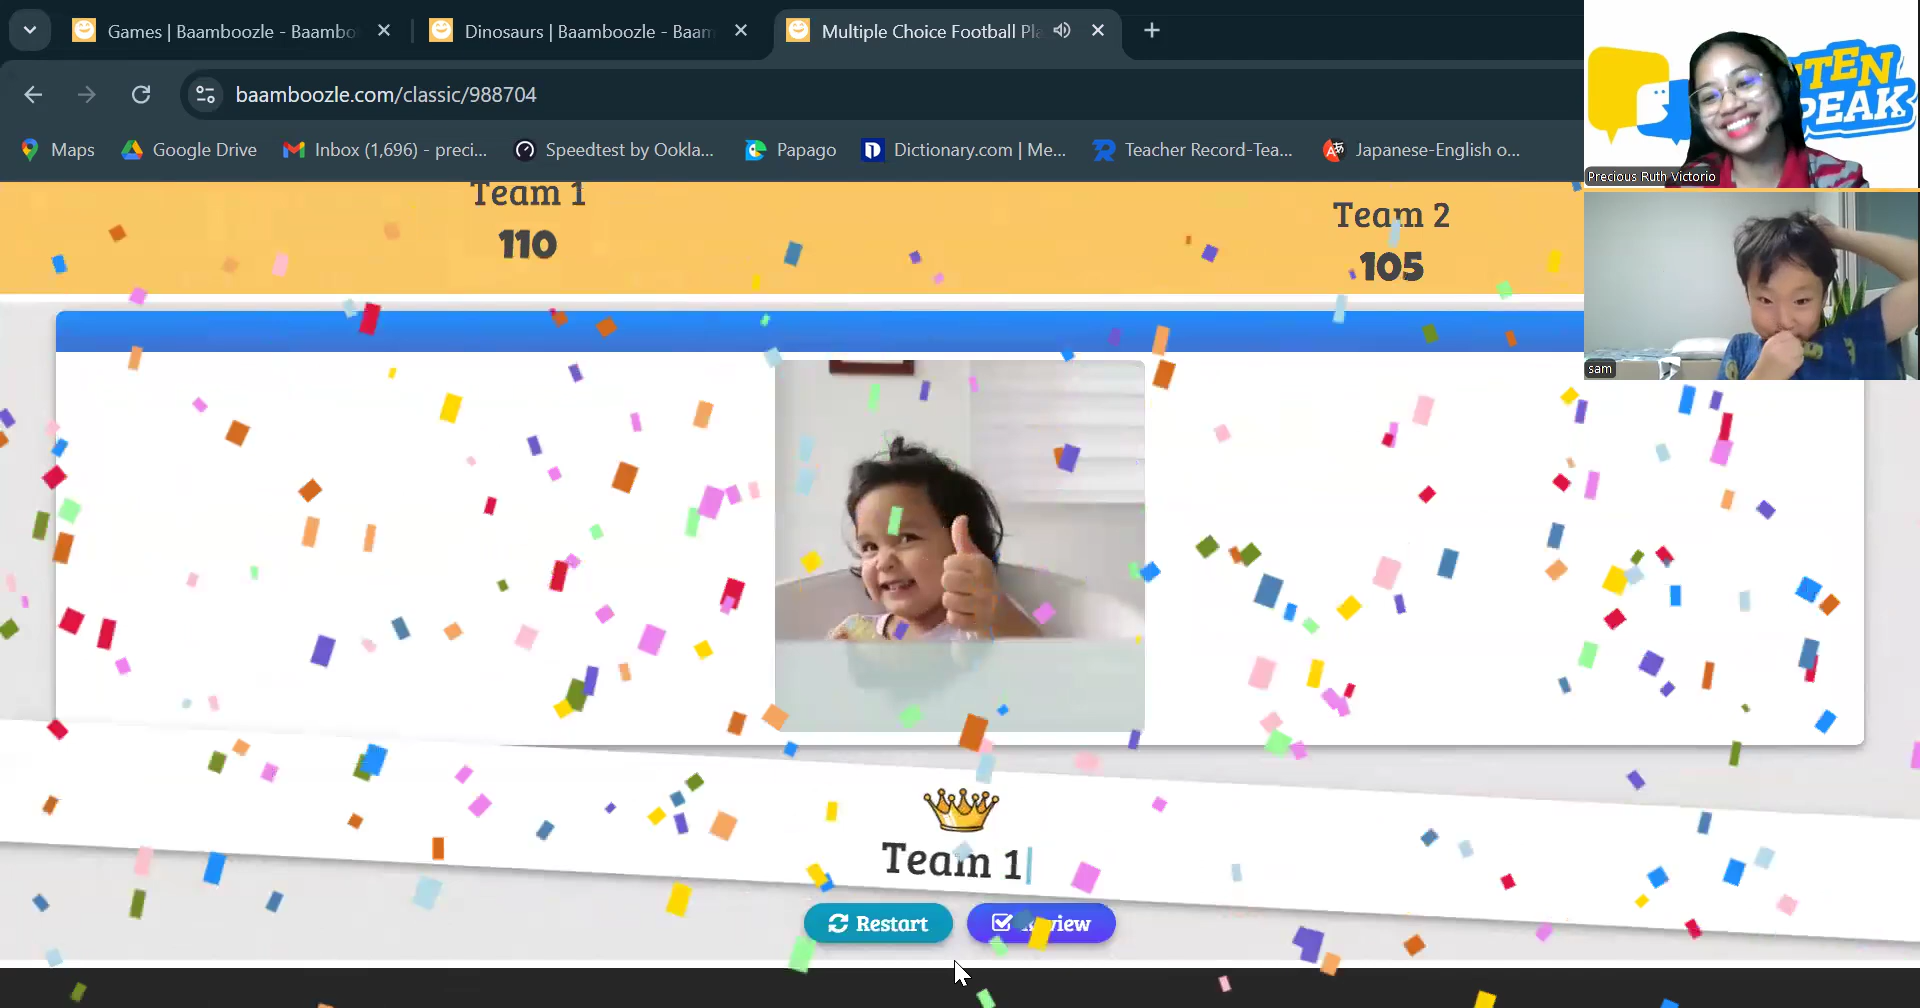 Games | Baamboozle - Baambo
Dinosaurs | Baamboozle - Baam
Multiple Choice Football Pla
baamboozle.com/classic/988704
Maps
Google Drive
Inbox (1,696) - preci...
Speedtest by Ookla...
Papago
Dictionary.com | Me...
Teacher Record-Tea...
Japanese-English o...
TEN
PEAK
Precious Ruth Victorio
sam
Team 1
110
Team 2
105
Team 1
Restart